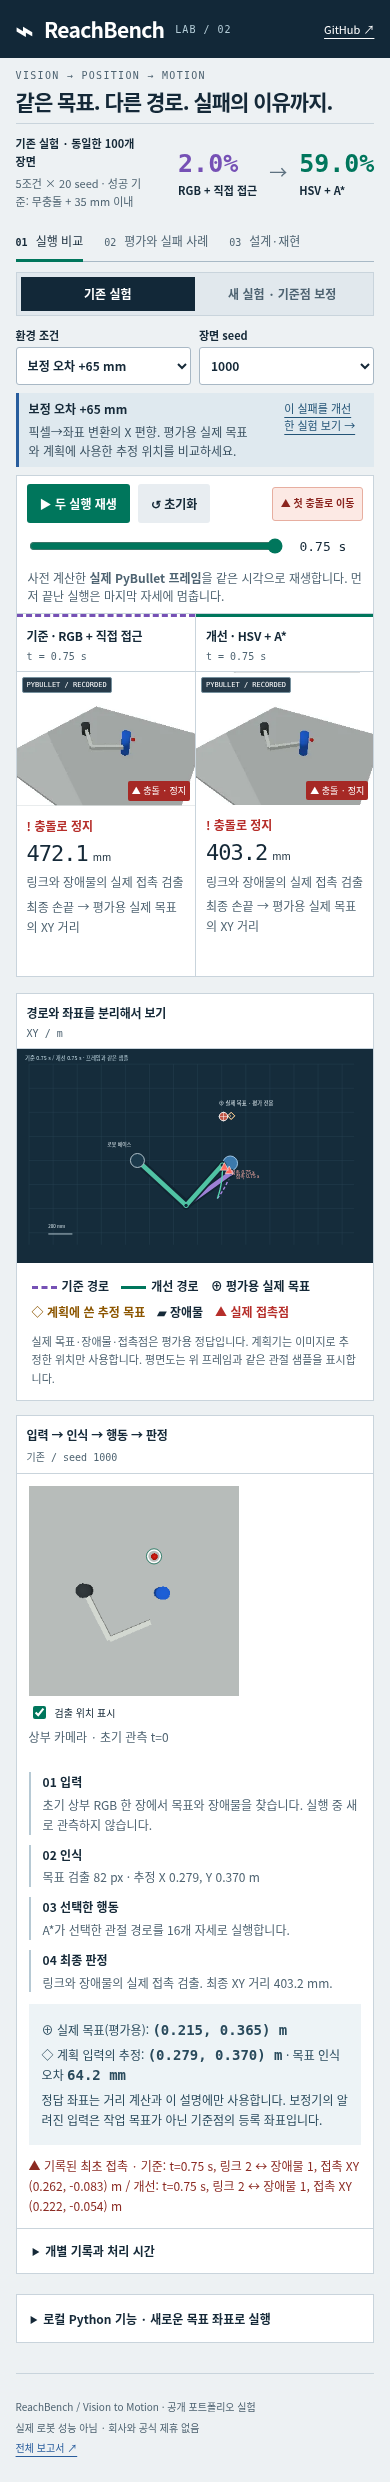 ReachBench LAB / 02 GitHub ↗
VISION → POSITION → MOTION
같은 목표. 다른 경로. 실패의 이유까지.
기존 실험 · 동일한 100개
장면
5조건 × 20 seed · 성공 기
준: 무충돌 + 35 mm 이내
2.0% → 59.0%
RGB + 직접 접근 HSV + A*
01 실행 비교 02 평가와 실패 사례 03 설계·재현
기존 실험 새 실험 · 기준점 보정
환경 조건 장면 seed
보정 오차 +65 mm 1000
보정 오차 +65 mm
픽셀→좌표 변환의 X 편향. 평가용 실제 목표
와 계획에 사용한 추정 위치를 비교하세요.
이 실패를 개선
한 실험 보기 →
▶ 두 실행 재생 ↺ 초기화 ▲ 첫 충돌로 이동
0.75 s
사전 계산한 실제 PyBullet 프레임을 같은 시각으로 재생합니다. 먼
저 끝난 실행은 마지막 자세에 멈춥니다.
기준 · RGB + 직접 접근
t = 0.75 s
PYBULLET / RECORDED
▲ 충돌 · 정지
! 충돌로 정지
472.1 mm
링크와 장애물의 실제 접촉 검출
최종 손끝 → 평가용 실제 목표
의 XY 거리
개선 · HSV + A*
t = 0.75 s
PYBULLET / RECORDED
▲ 충돌 · 정지
! 충돌로 정지
403.2 mm
링크와 장애물의 실제 접촉 검출
최종 손끝 → 평가용 실제 목표
의 XY 거리
경로와 좌표를 분리해서 보기
XY / m
기준 0.75 s / 개선 0.75 s · 프레임과 같은 샘플
⊕ 실제 목표 · 평가 전용
로봇 베이스
200 mm
기준 경로 개선 경로 ⊕ 평가용 실제 목표
◇ 계획에 쓴 추정 목표 ▰ 장애물 ▲ 실제 접촉점
실제 목표·장애물·접촉점은 평가용 정답입니다. 계획기는 이미지로 추
정한 위치만 사용합니다. 평면도는 위 프레임과 같은 관절 샘플을 표시합
니다.
입력 → 인식 → 행동 → 판정
기존 / seed 1000
검출 위치 표시
상부 카메라 · 초기 관측 t=0
01 입력
초기 상부 RGB 한 장에서 목표와 장애물을 찾습니다. 실행 중 새
로 관측하지 않습니다.
02 인식
목표 검출 82 px · 추정 X 0.279, Y 0.370 m
03 선택한 행동
A*가 선택한 관절 경로를 16개 자세로 실행합니다.
04 최종 판정
링크와 장애물의 실제 접촉 검출. 최종 XY 거리 403.2 mm.
⊕ 실제 목표(평가용): (0.215, 0.365) m
◇ 계획 입력의 추정: (0.279, 0.370) m · 목표 인식
오차 64.2 mm
정답 좌표는 거리 계산과 이 설명에만 사용합니다. 보정기의 알
려진 입력은 작업 목표가 아닌 기준점의 등록 좌표입니다.
▲ 기록된 최초 접촉 · 기준: t=0.75 s, 링크 2 ↔ 장애물 1, 접촉 XY
(0.262, -0.083) m / 개선: t=0.75 s, 링크 2 ↔ 장애물 1, 접촉 XY
(0.222, -0.054) m
▶ 개별 기록과 처리 시간
▶ 로컬 Python 기능 · 새로운 목표 좌표로 실행
ReachBench / Vision to Motion · 공개 포트폴리오 실험
실제 로봇 성능 아님 · 회사와 공식 제휴 없음
전체 보고서 ↗